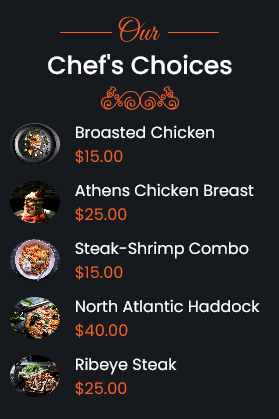 Our
Chef's Choices
Broasted Chicken
$15.00
Athens Chicken Breast
$25.00
Steak-Shrimp Combo
$15.00
North Atlantic Haddock
$40.00
Ribeye Steak
$25.00